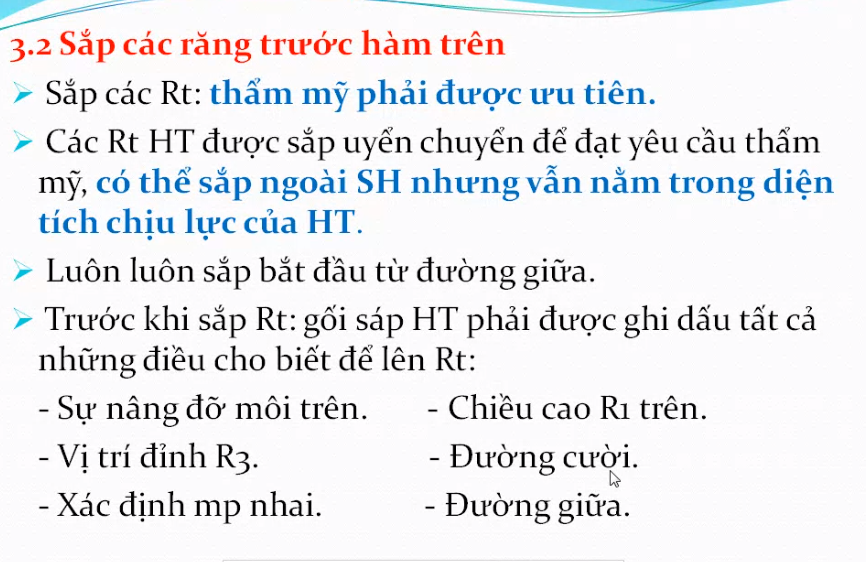 3.2 Sắp các răng trước hàm trên
➢ Sắp các Rt: thẩm mỹ phải được ưu tiên.
➢ Các Rt HT được sắp uyển chuyển để đạt yêu cầu thẩm
mỹ, có thể sắp ngoài SH nhưng vẫn nằm trong diện
tích chịu lực của HT.
➢ Luôn luôn sắp bắt đầu từ đường giữa.
➢ Trước khi sắp Rt: gối sáp HT phải được ghi dấu tất cả
những điều cho biết để lên Rt:
- Sự nâng đỡ môi trên. - Chiều cao R1 trên.
- Vị trí đỉnh R3. - Đường cười.
- Xác định mp nhai. - Đường giữa.